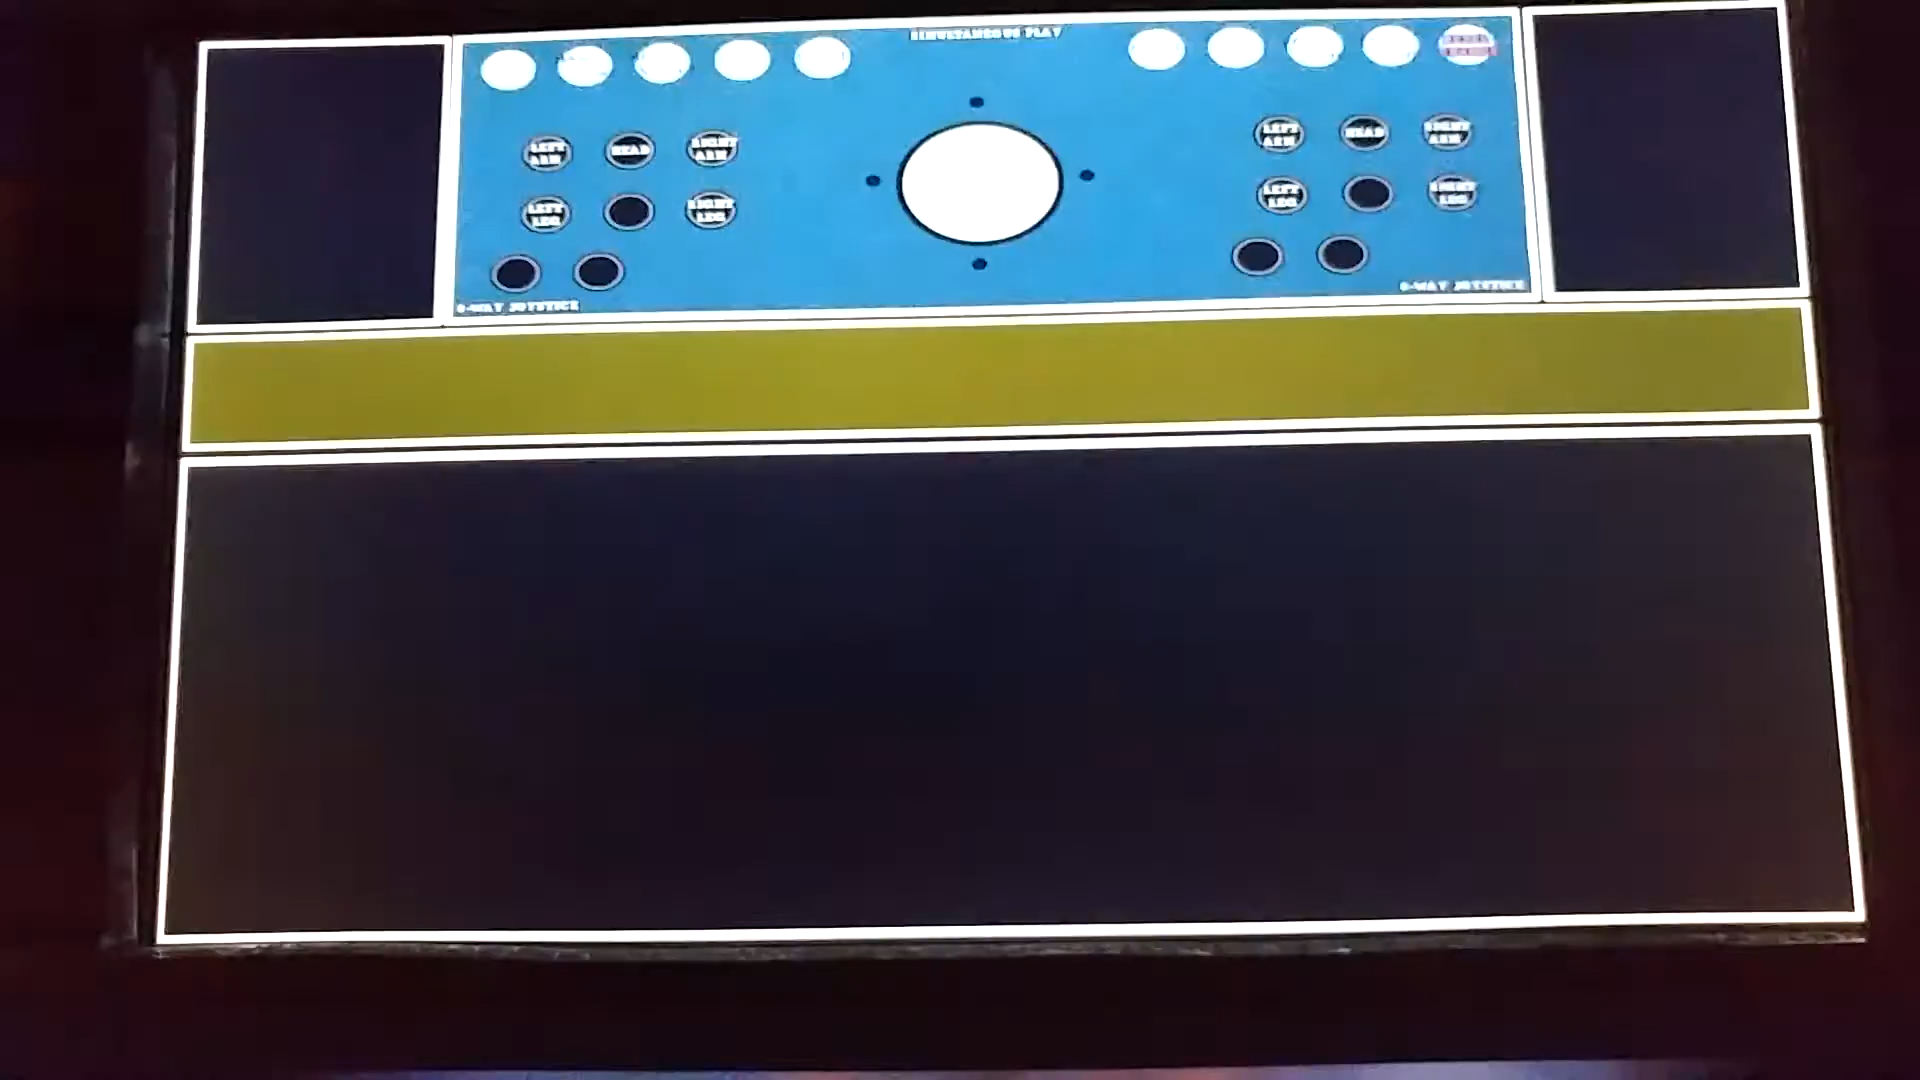 SIMULTANEOUS PLAY
LEFT ARM
HEAD
RIGHT ARM
LEFT LEG
RIGHT LEG
LEFT ARM
HEAD
RIGHT ARM
LEFT LEG
RIGHT LEG
8-WAY JOYSTICK
8-WAY JOYSTICK